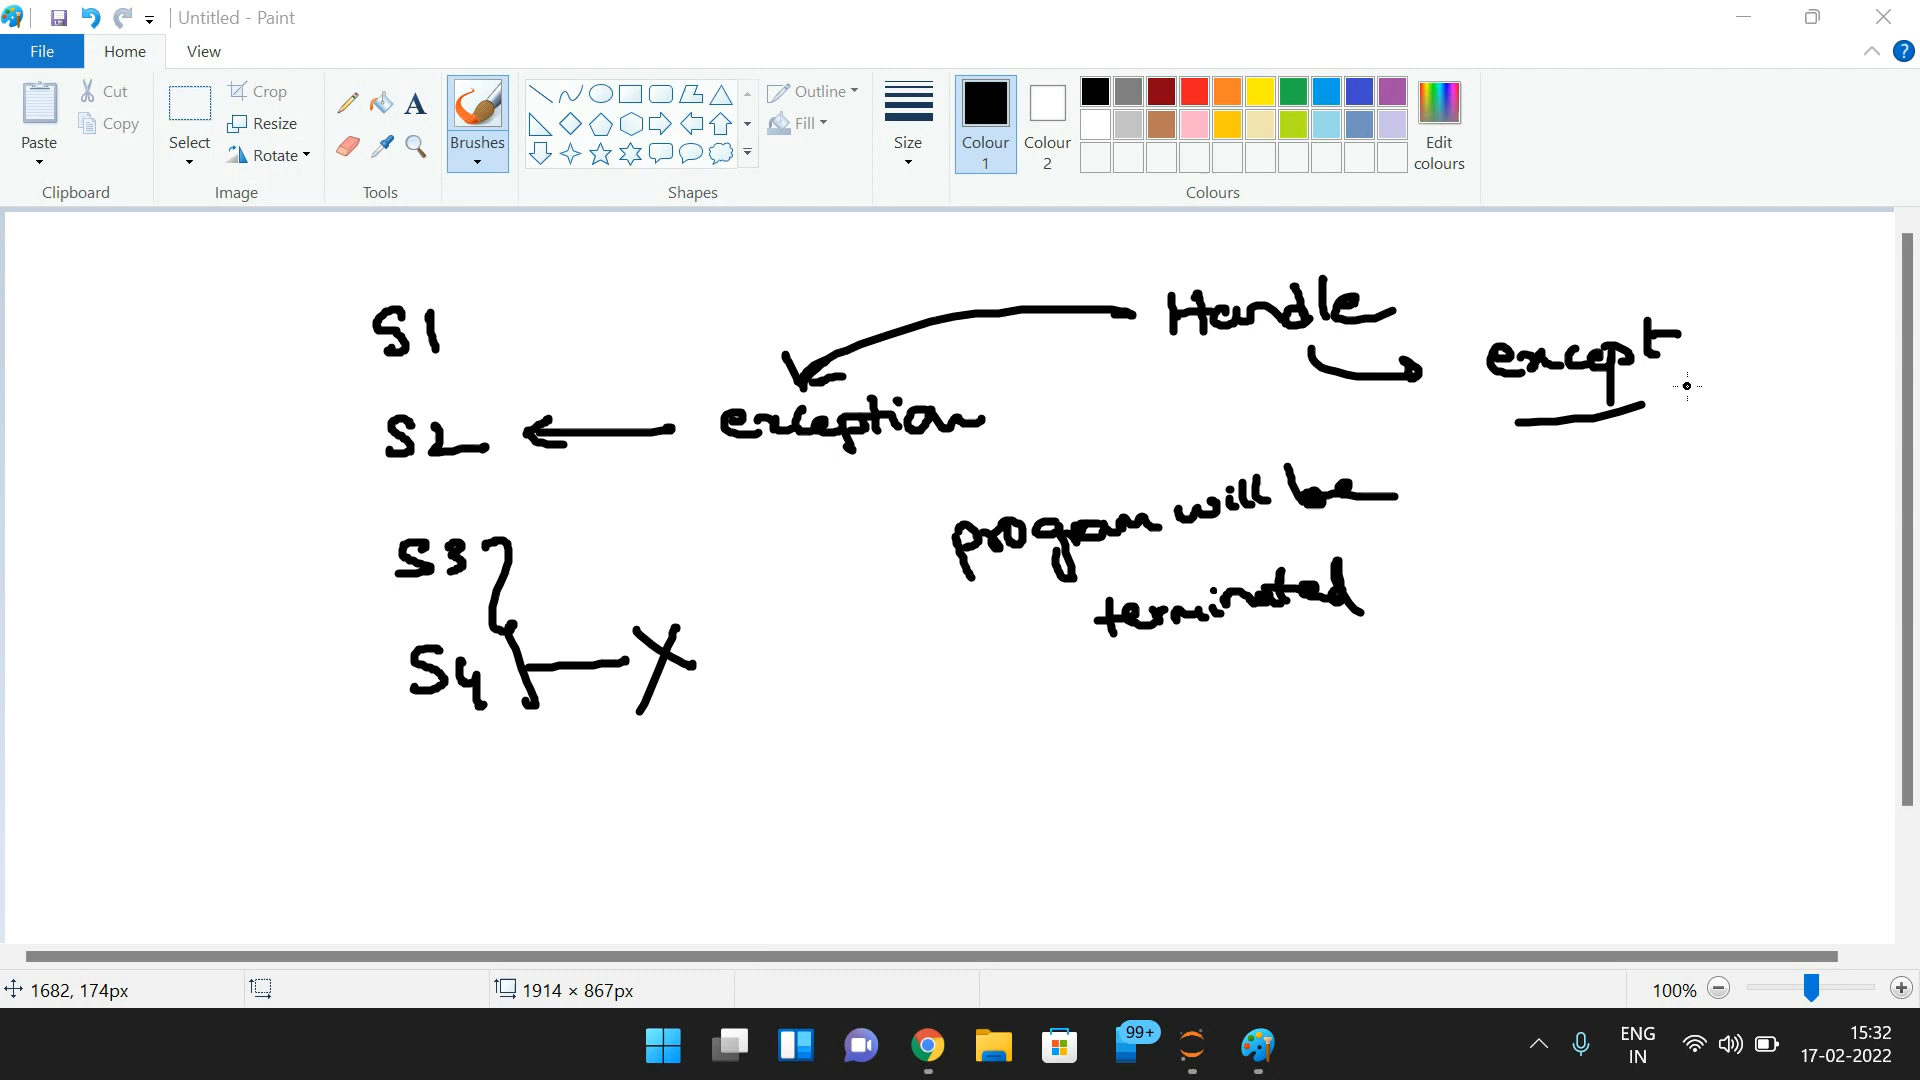 Untitled - Paint
File Home View
Paste Cut Copy Clipboard
Select Crop Resize Rotate Image
Tools
Brushes
Shapes
Outline Fill
Size
Colour 1
Colour 2
Edit colours
Colours
S1
Handle
except
S2
exception
program will be
terminated
S3
S4
X
1682, 174px
1914 × 867px
100%
99+
ENG
IN
15:32
17-02-2022